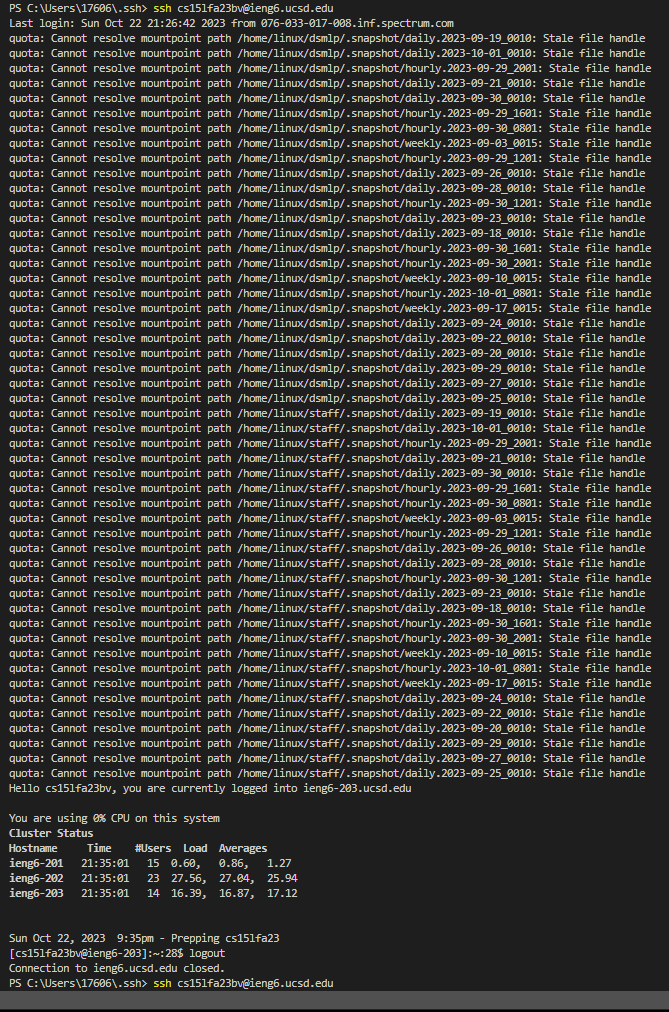 PS C:\Users\17606\.ssh> ssh cs15lfa23bv@ieng6.ucsd.edu
Last login: Sun Oct 22 21:26:42 2023 from 076-033-017-008.inf.spectrum.com
quota: Cannot resolve mountpoint path /home/linux/dsmlp/.snapshot/daily.2023-09-19_0010: Stale file handle
quota: Cannot resolve mountpoint path /home/linux/dsmlp/.snapshot/daily.2023-10-01_0010: Stale file handle
quota: Cannot resolve mountpoint path /home/linux/dsmlp/.snapshot/hourly.2023-09-29_2001: Stale file handle
quota: Cannot resolve mountpoint path /home/linux/dsmlp/.snapshot/daily.2023-09-21_0010: Stale file handle
quota: Cannot resolve mountpoint path /home/linux/dsmlp/.snapshot/daily.2023-09-30_0010: Stale file handle
quota: Cannot resolve mountpoint path /home/linux/dsmlp/.snapshot/hourly.2023-09-29_1601: Stale file handle
quota: Cannot resolve mountpoint path /home/linux/dsmlp/.snapshot/hourly.2023-09-30_0801: Stale file handle
quota: Cannot resolve mountpoint path /home/linux/dsmlp/.snapshot/weekly.2023-09-03_0015: Stale file handle
quota: Cannot resolve mountpoint path /home/linux/dsmlp/.snapshot/hourly.2023-09-29_1201: Stale file handle
quota: Cannot resolve mountpoint path /home/linux/dsmlp/.snapshot/daily.2023-09-26_0010: Stale file handle
quota: Cannot resolve mountpoint path /home/linux/dsmlp/.snapshot/daily.2023-09-28_0010: Stale file handle
quota: Cannot resolve mountpoint path /home/linux/dsmlp/.snapshot/hourly.2023-09-30_1201: Stale file handle
quota: Cannot resolve mountpoint path /home/linux/dsmlp/.snapshot/daily.2023-09-23_0010: Stale file handle
quota: Cannot resolve mountpoint path /home/linux/dsmlp/.snapshot/daily.2023-09-18_0010: Stale file handle
quota: Cannot resolve mountpoint path /home/linux/dsmlp/.snapshot/hourly.2023-09-30_1601: Stale file handle
quota: Cannot resolve mountpoint path /home/linux/dsmlp/.snapshot/hourly.2023-09-30_2001: Stale file handle
quota: Cannot resolve mountpoint path /home/linux/dsmlp/.snapshot/weekly.2023-09-10_0015: Stale file handle
quota: Cannot resolve mountpoint path /home/linux/dsmlp/.snapshot/hourly.2023-10-01_0801: Stale file handle
quota: Cannot resolve mountpoint path /home/linux/dsmlp/.snapshot/weekly.2023-09-17_0015: Stale file handle
quota: Cannot resolve mountpoint path /home/linux/dsmlp/.snapshot/daily.2023-09-24_0010: Stale file handle
quota: Cannot resolve mountpoint path /home/linux/dsmlp/.snapshot/daily.2023-09-22_0010: Stale file handle
quota: Cannot resolve mountpoint path /home/linux/dsmlp/.snapshot/daily.2023-09-20_0010: Stale file handle
quota: Cannot resolve mountpoint path /home/linux/dsmlp/.snapshot/daily.2023-09-29_0010: Stale file handle
quota: Cannot resolve mountpoint path /home/linux/dsmlp/.snapshot/daily.2023-09-27_0010: Stale file handle
quota: Cannot resolve mountpoint path /home/linux/dsmlp/.snapshot/daily.2023-09-25_0010: Stale file handle
quota: Cannot resolve mountpoint path /home/linux/staff/.snapshot/daily.2023-09-19_0010: Stale file handle
quota: Cannot resolve mountpoint path /home/linux/staff/.snapshot/daily.2023-10-01_0010: Stale file handle
quota: Cannot resolve mountpoint path /home/linux/staff/.snapshot/hourly.2023-09-29_2001: Stale file handle
quota: Cannot resolve mountpoint path /home/linux/staff/.snapshot/daily.2023-09-21_0010: Stale file handle
quota: Cannot resolve mountpoint path /home/linux/staff/.snapshot/daily.2023-09-30_0010: Stale file handle
quota: Cannot resolve mountpoint path /home/linux/staff/.snapshot/hourly.2023-09-29_1601: Stale file handle
quota: Cannot resolve mountpoint path /home/linux/staff/.snapshot/hourly.2023-09-30_0801: Stale file handle
quota: Cannot resolve mountpoint path /home/linux/staff/.snapshot/weekly.2023-09-03_0015: Stale file handle
quota: Cannot resolve mountpoint path /home/linux/staff/.snapshot/hourly.2023-09-29_1201: Stale file handle
quota: Cannot resolve mountpoint path /home/linux/staff/.snapshot/daily.2023-09-26_0010: Stale file handle
quota: Cannot resolve mountpoint path /home/linux/staff/.snapshot/daily.2023-09-28_0010: Stale file handle
quota: Cannot resolve mountpoint path /home/linux/staff/.snapshot/hourly.2023-09-30_1201: Stale file handle
quota: Cannot resolve mountpoint path /home/linux/staff/.snapshot/daily.2023-09-23_0010: Stale file handle
quota: Cannot resolve mountpoint path /home/linux/staff/.snapshot/daily.2023-09-18_0010: Stale file handle
quota: Cannot resolve mountpoint path /home/linux/staff/.snapshot/hourly.2023-09-30_1601: Stale file handle
quota: Cannot resolve mountpoint path /home/linux/staff/.snapshot/hourly.2023-09-30_2001: Stale file handle
quota: Cannot resolve mountpoint path /home/linux/staff/.snapshot/weekly.2023-09-10_0015: Stale file handle
quota: Cannot resolve mountpoint path /home/linux/staff/.snapshot/hourly.2023-10-01_0801: Stale file handle
quota: Cannot resolve mountpoint path /home/linux/staff/.snapshot/weekly.2023-09-17_0015: Stale file handle
quota: Cannot resolve mountpoint path /home/linux/staff/.snapshot/daily.2023-09-24_0010: Stale file handle
quota: Cannot resolve mountpoint path /home/linux/staff/.snapshot/daily.2023-09-22_0010: Stale file handle
quota: Cannot resolve mountpoint path /home/linux/staff/.snapshot/daily.2023-09-20_0010: Stale file handle
quota: Cannot resolve mountpoint path /home/linux/staff/.snapshot/daily.2023-09-29_0010: Stale file handle
quota: Cannot resolve mountpoint path /home/linux/staff/.snapshot/daily.2023-09-27_0010: Stale file handle
quota: Cannot resolve mountpoint path /home/linux/staff/.snapshot/daily.2023-09-25_0010: Stale file handle
Hello cs15lfa23bv, you are currently logged into ieng6-203.ucsd.edu
You are using 0% CPU on this system
Cluster Status
Hostname Time #Users Load Averages
ieng6-201 21:35:01 15 0.60, 0.86, 1.27
ieng6-202 21:35:01 23 27.56, 27.04, 25.94
ieng6-203 21:35:01 14 16.39, 16.87, 17.12
Sun Oct 22, 2023 9:35pm - Prepping cs15lfa23
[cs15lfa23bv@ieng6-203]:~:28$ logout
Connection to ieng6.ucsd.edu closed.
PS C:\Users\17606\.ssh> ssh cs15lfa23bv@ieng6.ucsd.edu